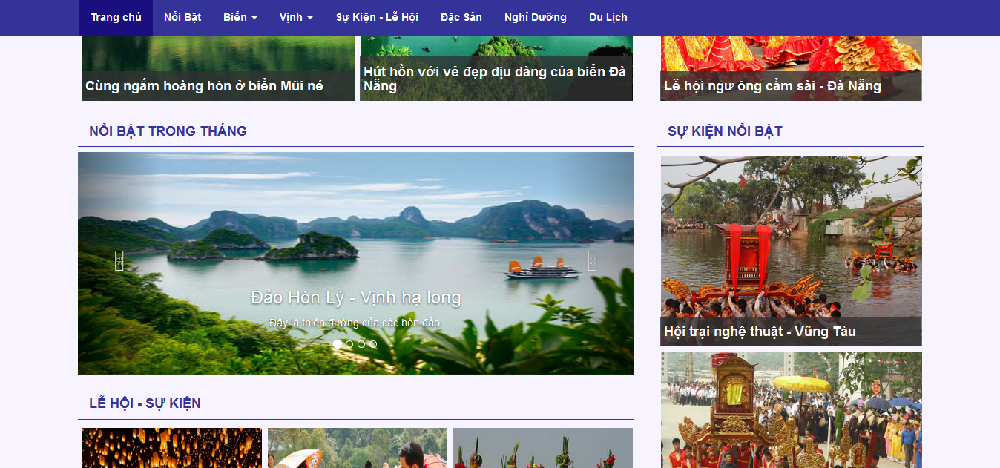 Trang chủ Nổi Bật Biển Vịnh Sự Kiện - Lễ Hội Đặc Sản Nghỉ Dưỡng Du Lịch
Cùng ngắm hoàng hôn ở biển Mũi né
Hút hồn với vẻ đẹp dịu dàng của biển Đà
Nẵng
Lễ hội ngư ông cẩm sài - Đà Nẵng
NỔI BẬT TRONG THÁNG
SỰ KIỆN NỔI BẬT
Đảo Hòn Lý - Vịnh hạ long
Đây là thiên đường của các hòn đảo.
Hội trại nghệ thuật - Vũng Tàu
LỄ HỘI - SỰ KIỆN